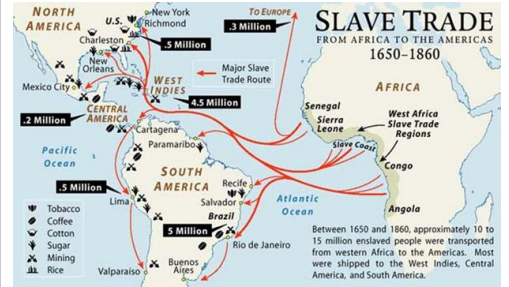 SLAVE TRADE
FROM AFRICA TO THE AMERICAS
1650-1860
NORTH
AMERICA
U.S.
New York
Richmond
Charleston
New
Orleans
Mexico City
TO EUROPE
.3 Million
.5 Million
Major Slave
Trade Route
WEST
INDIES
4.5 Million
.2 Million
CENTRAL
AMERICA
Cartagena
Paramaribo
Pacific
Ocean
SOUTH
AMERICA
.5 Million
Lima
Recife
Salvador
Brazil
5 Million
Rio de Janeiro
Valparaíso
Buenos
Aires
Atlantic
Ocean
AFRICA
Senegal
Sierra
Leone
West Africa
Slave Trade
Regions
Slave Coast
Congo
Angola
Tobacco
Coffee
Cotton
Sugar
Mining
Rice
Between 1650 and 1860, approximately 10 to
15 million enslaved people were transported
from western Africa to the Americas. Most
were shipped to the West Indies, Central
America, and South America.